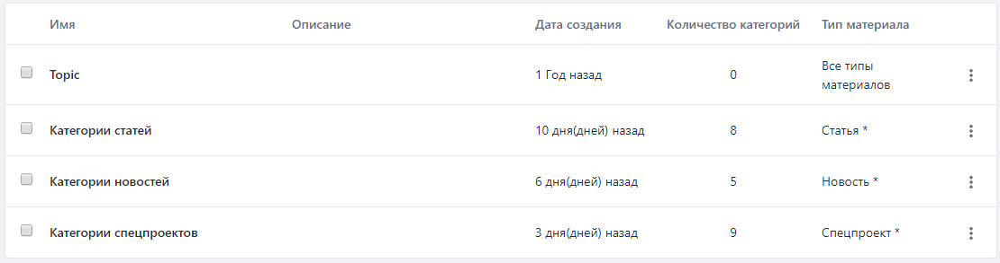 Имя Описание Дата создания Количество категорий Тип материала
Topic 1 Год назад 0 Все типы
материалов
Категории статей 10 дня(дней) назад 8 Статья *
Категории новостей 6 дня(дней) назад 5 Новость *
Категории спецпроектов 3 дня(дней) назад 9 Спецпроект *